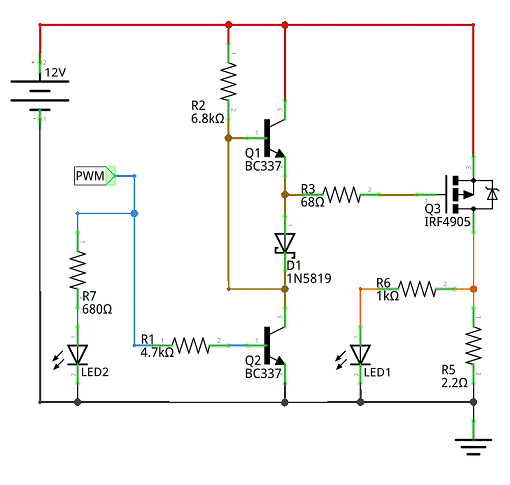 12V
R2
6.8kΩ
Q1
BC337
PWM
R3
68Ω
Q3
IRF4905
D1
1N5819
R7
680Ω
R6
1kΩ
R1
4.7kΩ
Q2
BC337
LED2
LED1
R5
2.2Ω